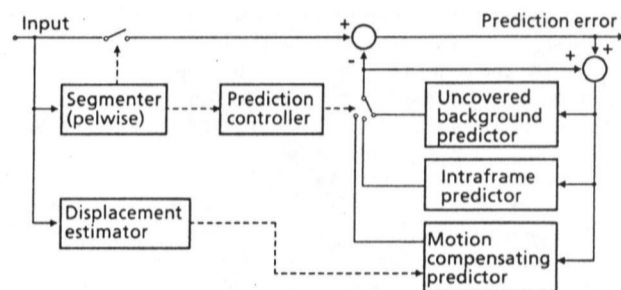 Input
Prediction error
+
+
+
-
+
Segmenter
(pelwise)
Prediction
controller
Uncovered
background
predictor
Intraframe
predictor
Displacement
estimator
Motion
compensating
predictor